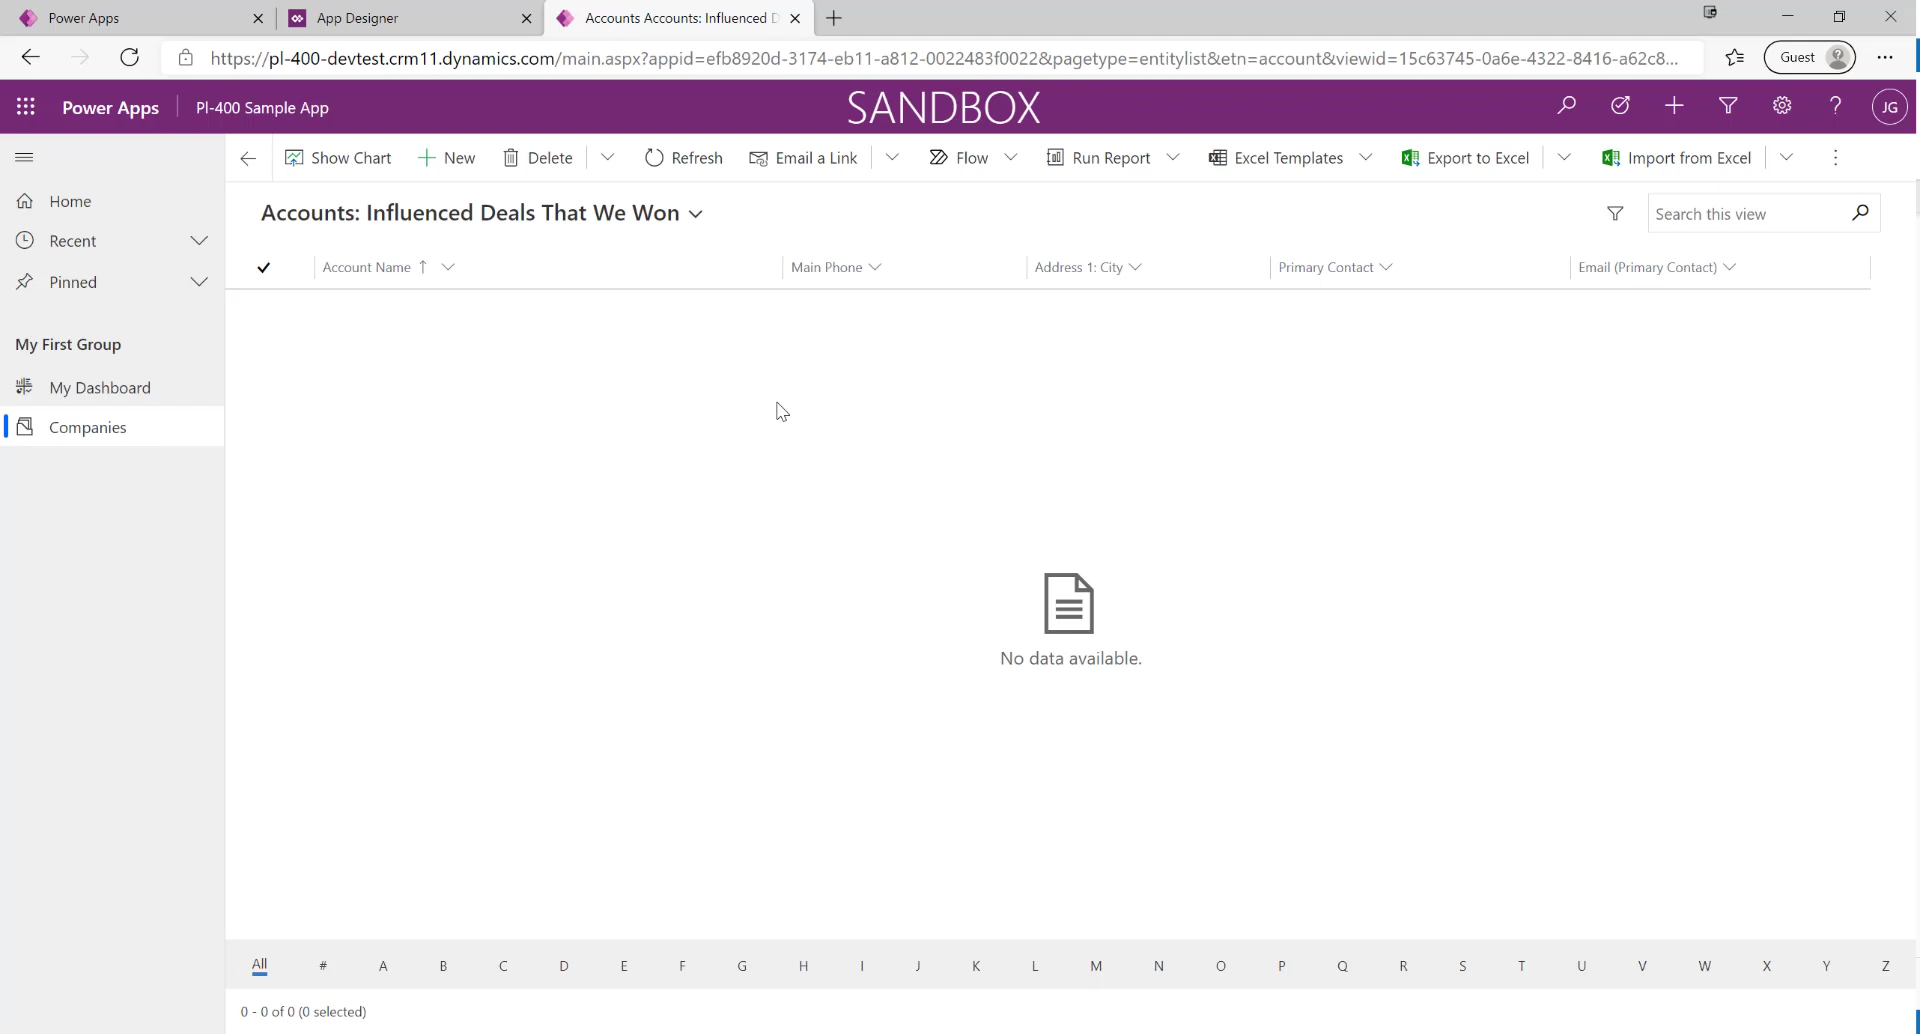 Power Apps
App Designer
Accounts Accounts: Influenced D
https://pl-400-devtest.crm11.dynamics.com/main.aspx?appid=efb8920d-3174-eb11-a812-0022483f0022&pagetype=entitylist&etn=account&viewid=15c63745-0a6e-4322-8416-a62c8...
Guest
Power Apps
Pl-400 Sample App
SANDBOX
JG
Show Chart
New
Delete
Refresh
Email a Link
Flow
Run Report
Excel Templates
Export to Excel
Import from Excel
Home
Recent
Pinned
My First Group
My Dashboard
Companies
Accounts: Influenced Deals That We Won
Search this view
Account Name ↑
Main Phone
Address 1: City
Primary Contact
Email (Primary Contact)
No data available.
All # A B C D E F G H I J K L M N O P Q R S T U V W X Y Z
0 - 0 of 0 (0 selected)